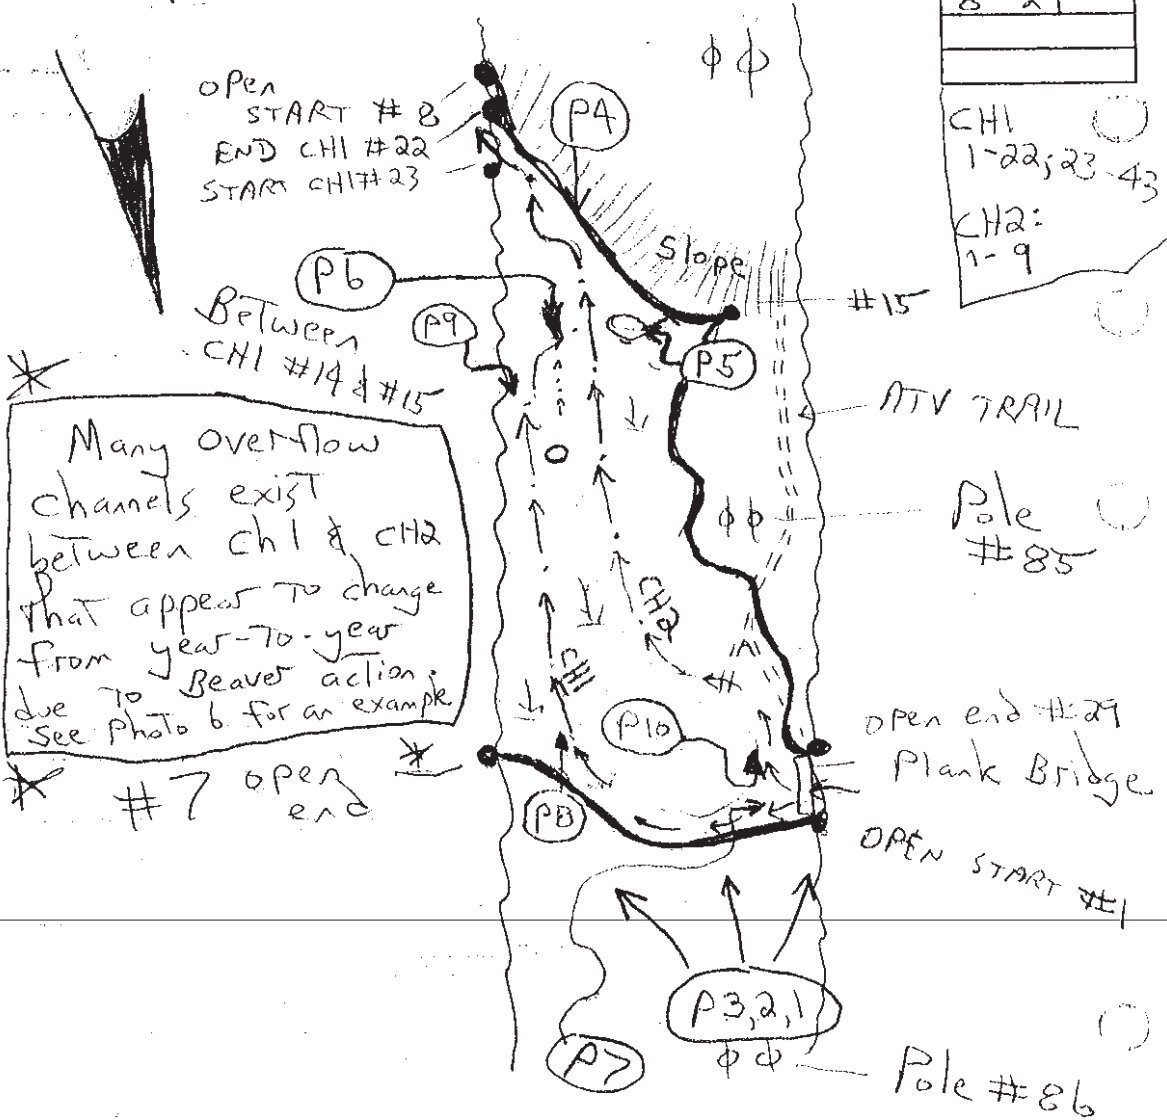 open
START # 8
END CH1 #22
START CH1#23
P4
CH1
1-22; 23-43
CH2:
1-9
Slope
#15
P6
P9
Between
CH1 #14 & #15
P5
ATV TRAIL
Many overflow
channels exist
between Ch1 & CH2
that appear to change
from year-to-year
due to Beaver action.
See Photo 6 for an example
Pole
#85
CH2
CH1
P10
open end #29
Plank Bridge
#7 open
end
P8
OPEN START #1
P3,2,1
P7
Pole #86